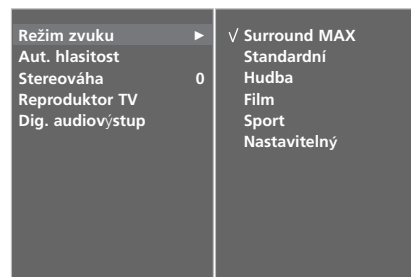 Režim zvuku ►
Aut. hlasitost
Stereováha 0
Reproduktor TV
Dig. audiovýstup
√ Surround MAX
Standardní
Hudba
Film
Sport
Nastavitelný